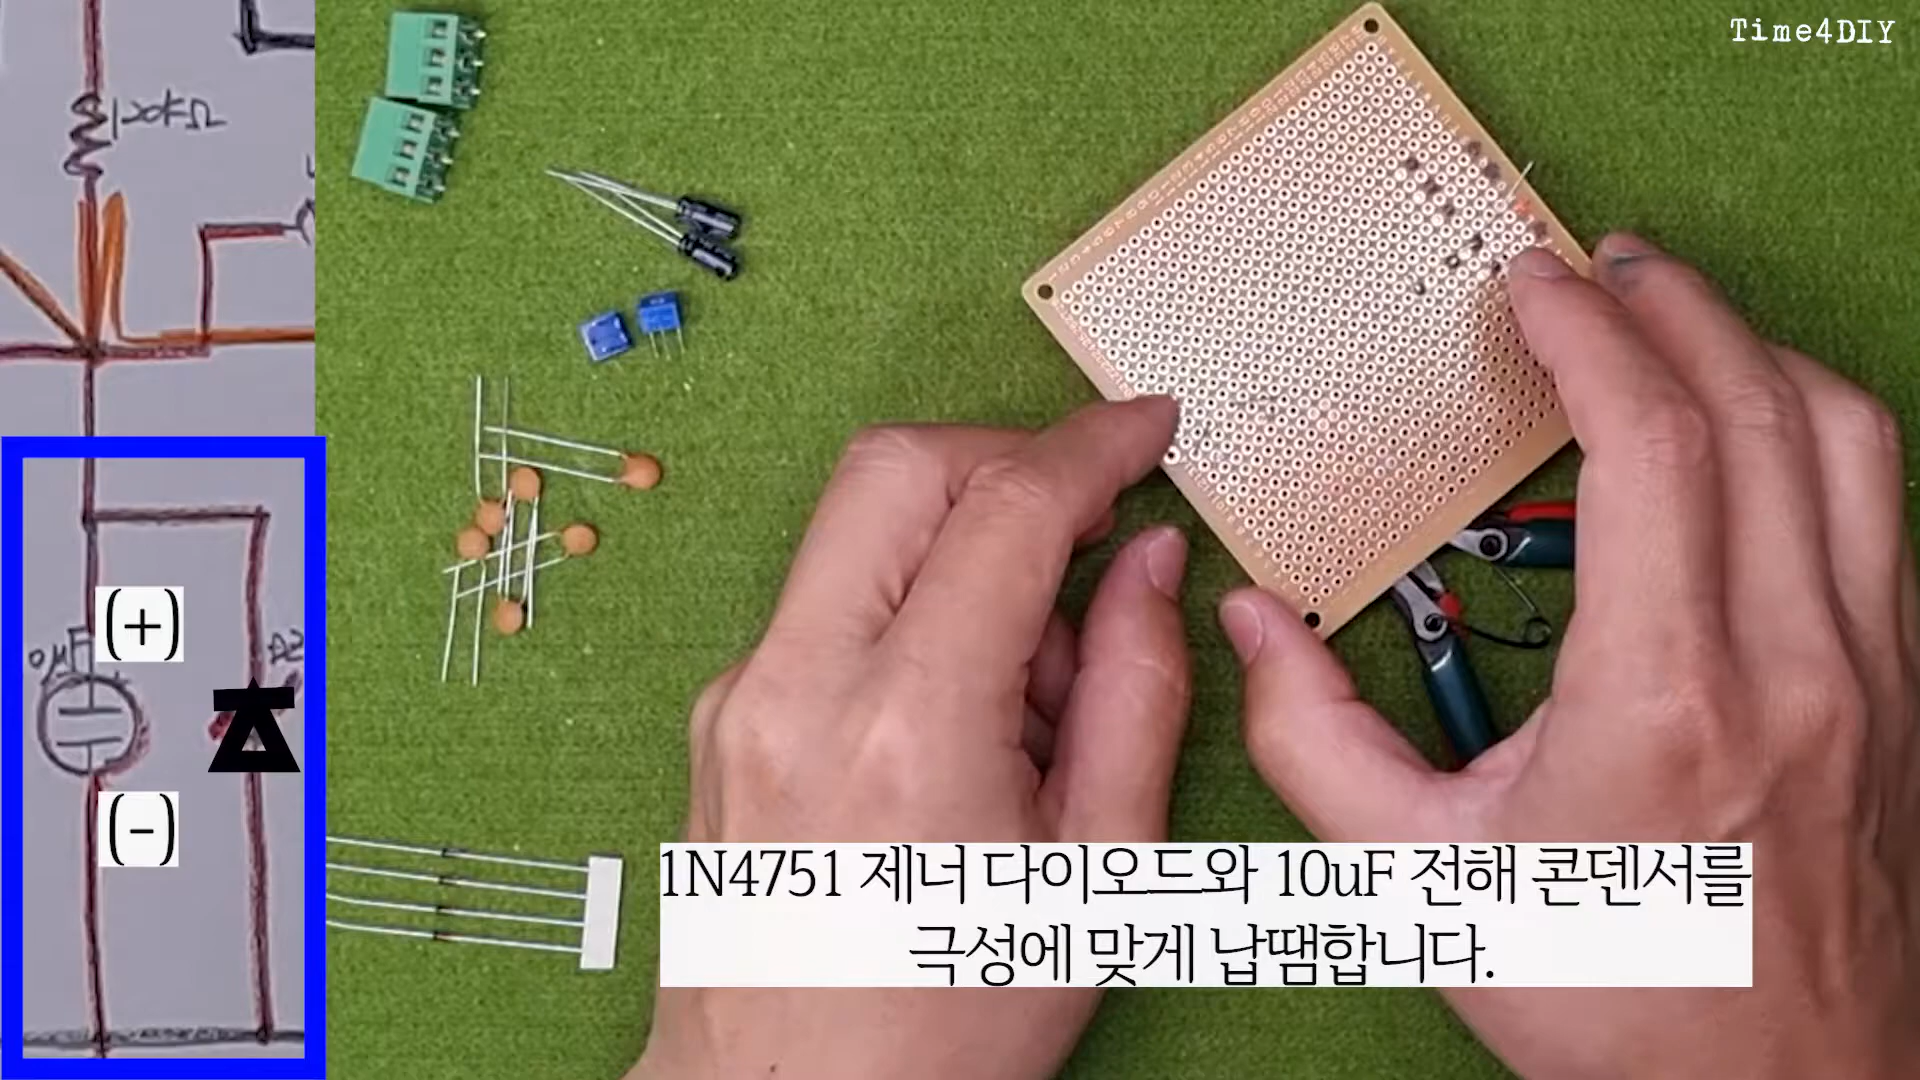 Time4DIY
120kΩ
(+)
(-)
1N4751 제너 다이오드와 10uF 전해 콘덴서를
극성에 맞게 납땜합니다.